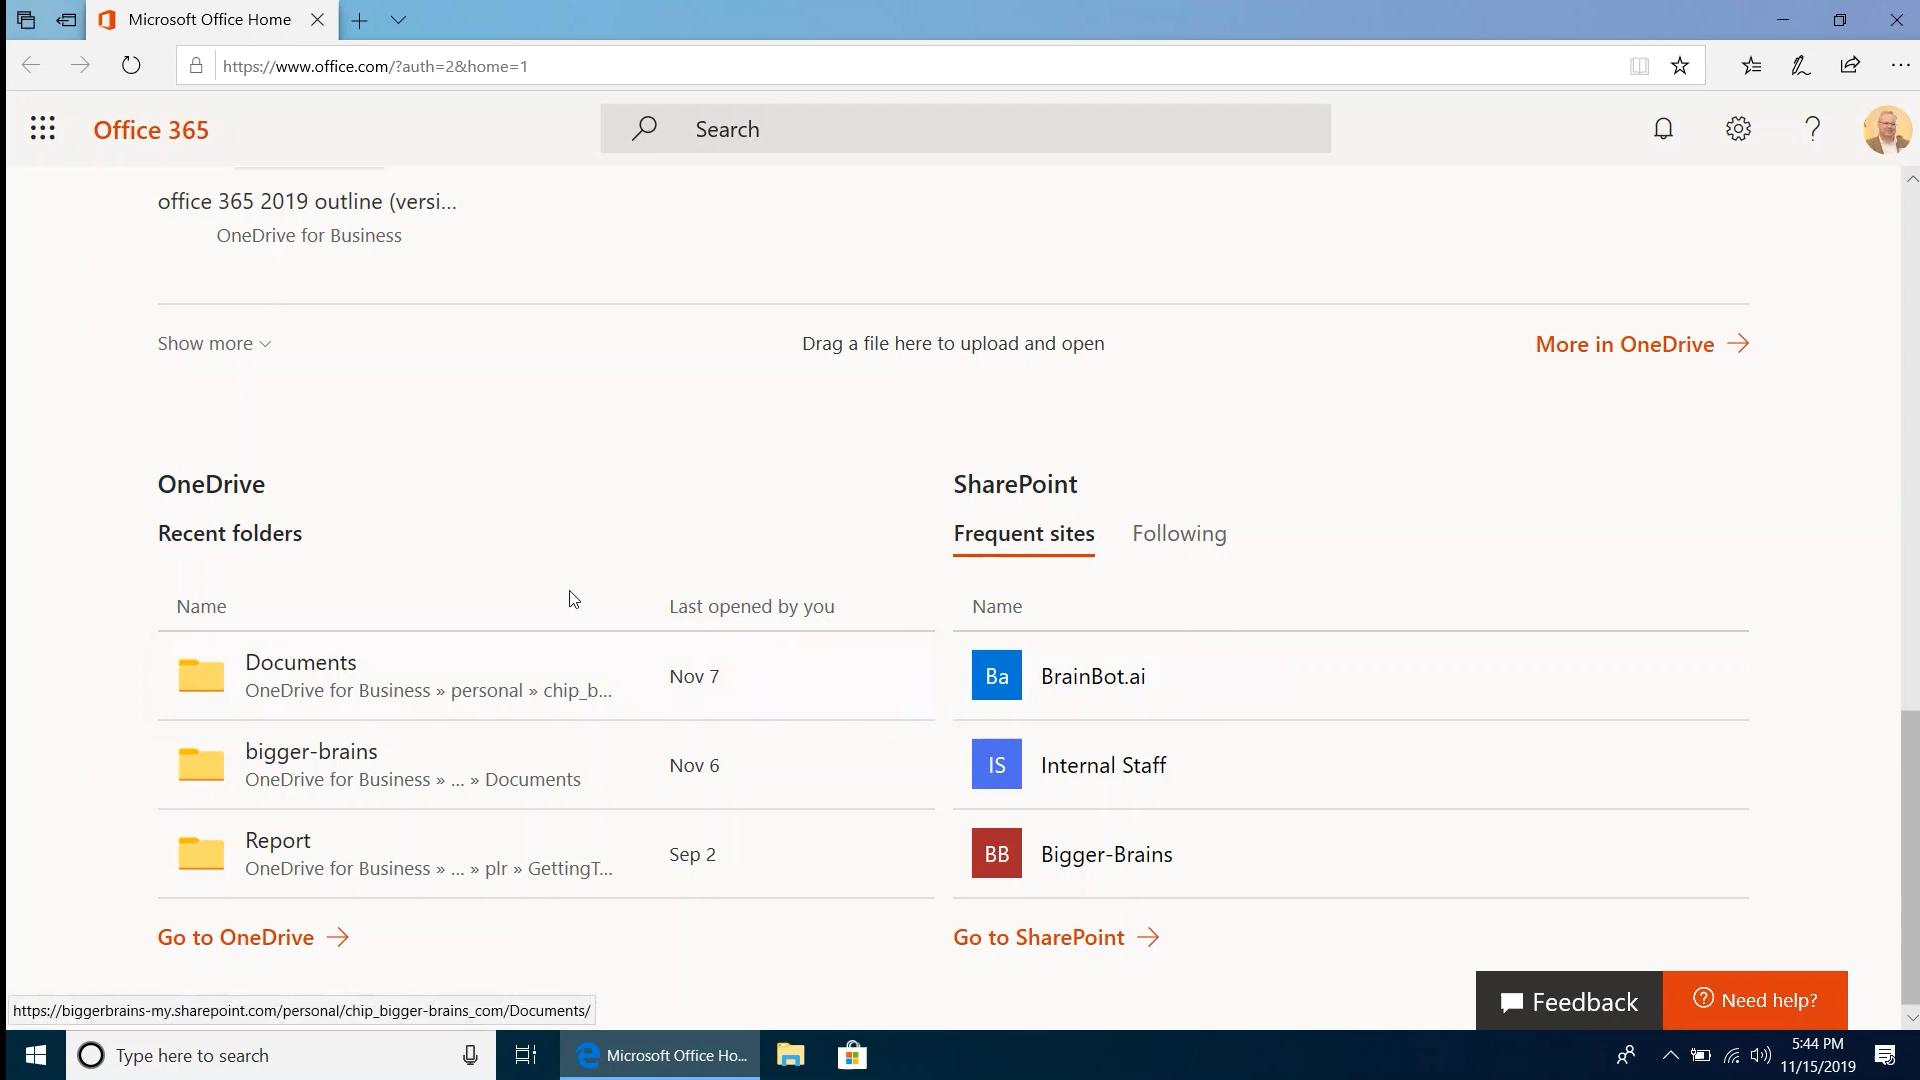 Microsoft Office Home
https://www.office.com/?auth=2&home=1
Office 365
Search
office 365 2019 outline (versi...
OneDrive for Business
Show more
Drag a file here to upload and open
More in OneDrive
OneDrive
SharePoint
Recent folders
Frequent sites
Following
Name
Last opened by you
Name
Documents
OneDrive for Business » personal » chip_b...
Nov 7
Ba
BrainBot.ai
bigger-brains
OneDrive for Business » ... » Documents
Nov 6
IS
Internal Staff
Report
OneDrive for Business » ... » plr » GettingT...
Sep 2
BB
Bigger-Brains
Go to OneDrive
Go to SharePoint
Feedback
Need help?
https://biggerbrains-my.sharepoint.com/personal/chip_bigger-brains_com/Documents/
Type here to search
Microsoft Office Ho...
5:44 PM
11/15/2019